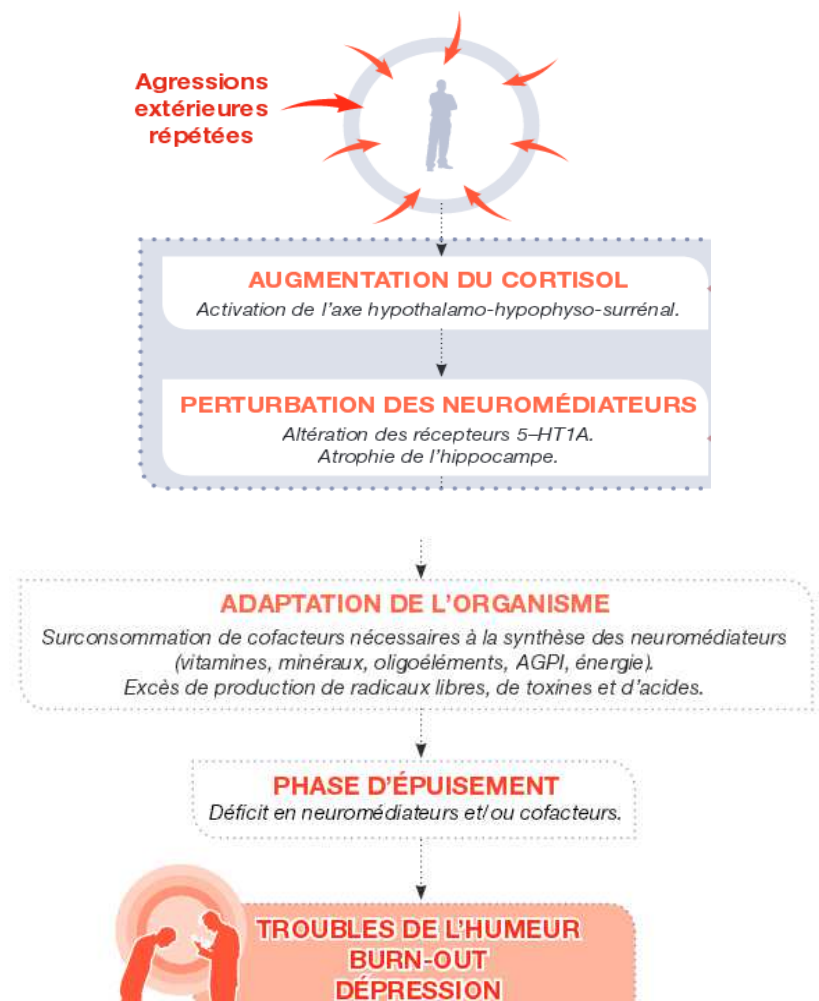 Agressions
extérieures
répétées
AUGMENTATION DU CORTISOL
Activation de l'axe hypothalamo-hypophyso-surrénal.
PERTURBATION DES NEUROMÉDIATEURS
Altération des récepteurs 5–HT1A.
Atrophie de l'hippocampe.
ADAPTATION DE L'ORGANISME
Surconsommation de cofacteurs nécessaires à la synthèse des neuromédiateurs
(vitamines, minéraux, oligoéléments, AGPI, énergie).
Excès de production de radicaux libres, de toxines et d'acides.
PHASE D'ÉPUISEMENT
Déficit en neuromédiateurs et/ou cofacteurs.
TROUBLES DE L'HUMEUR
BURN-OUT
DÉPRESSION